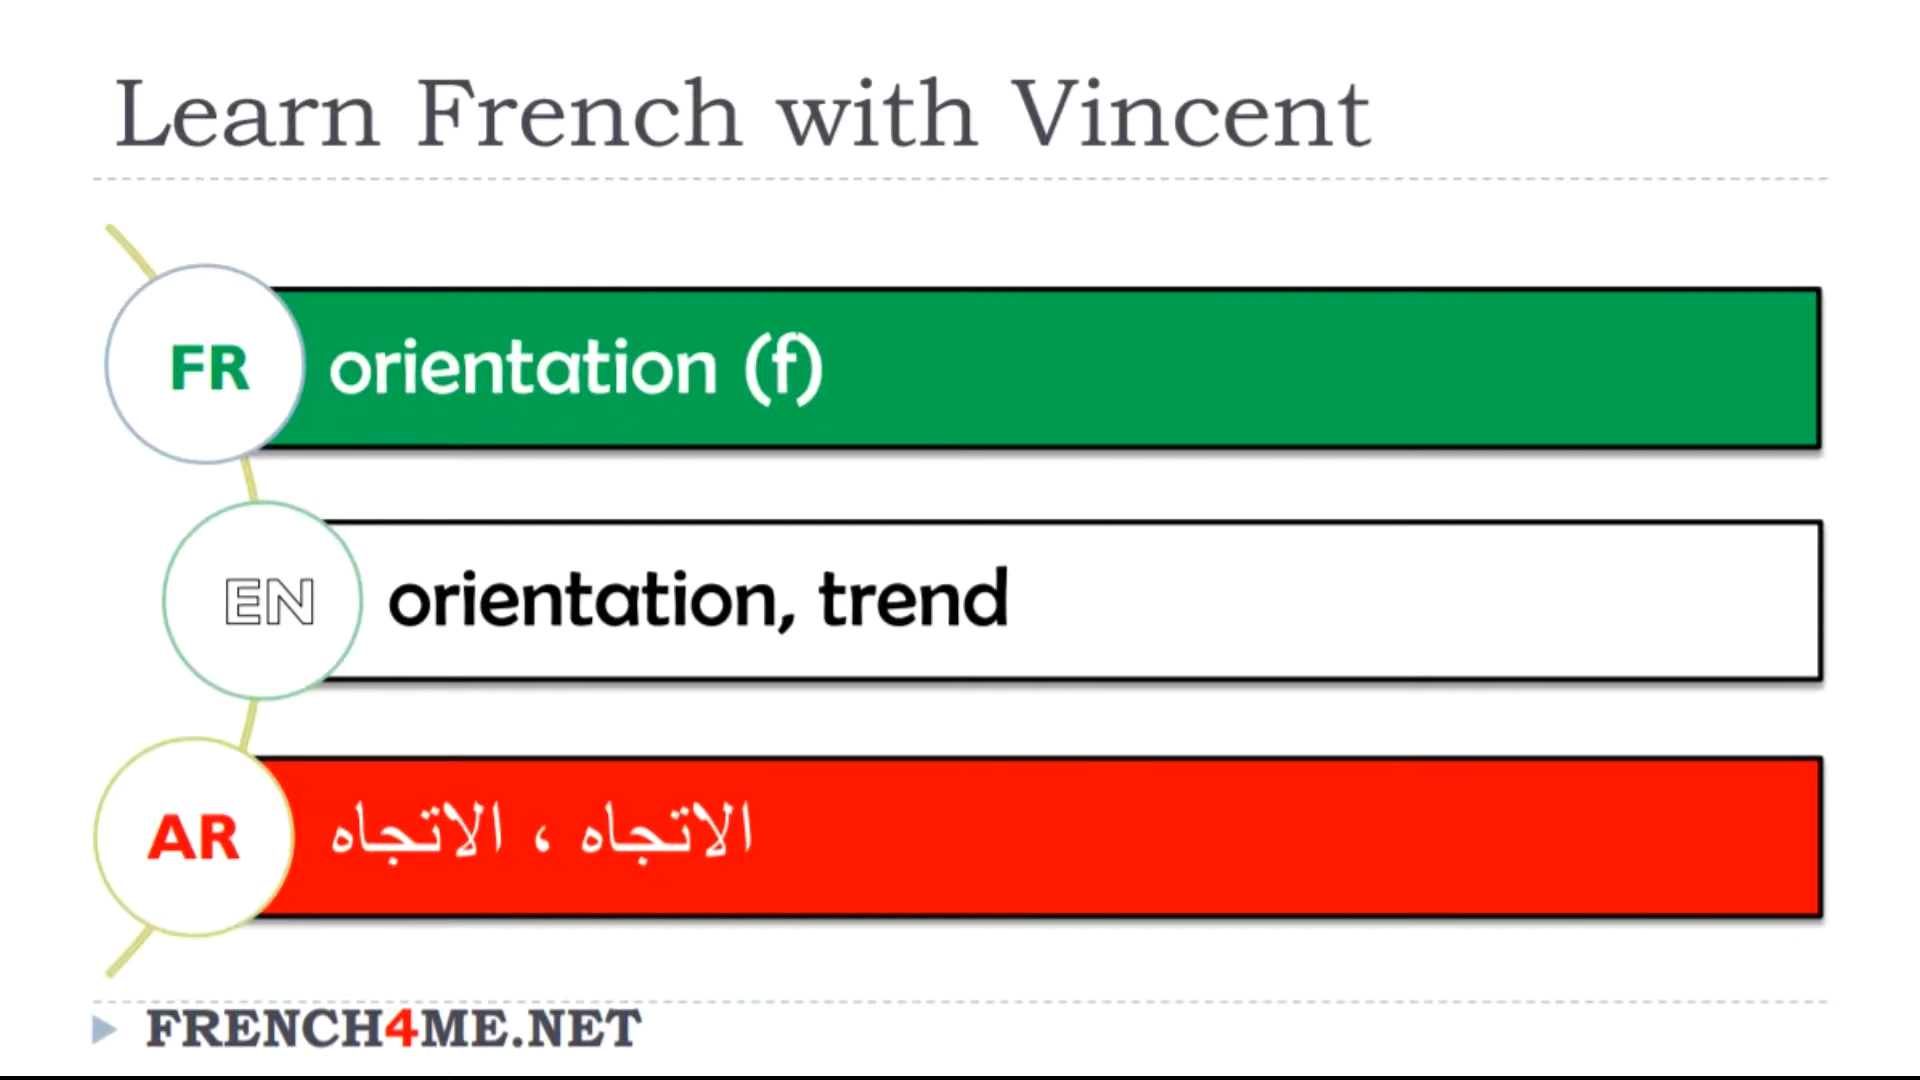 Learn French with Vincent
FR
orientation (f)
EN
orientation, trend
AR
الاتجاه ، الاتجاه
FRENCH4ME.NET